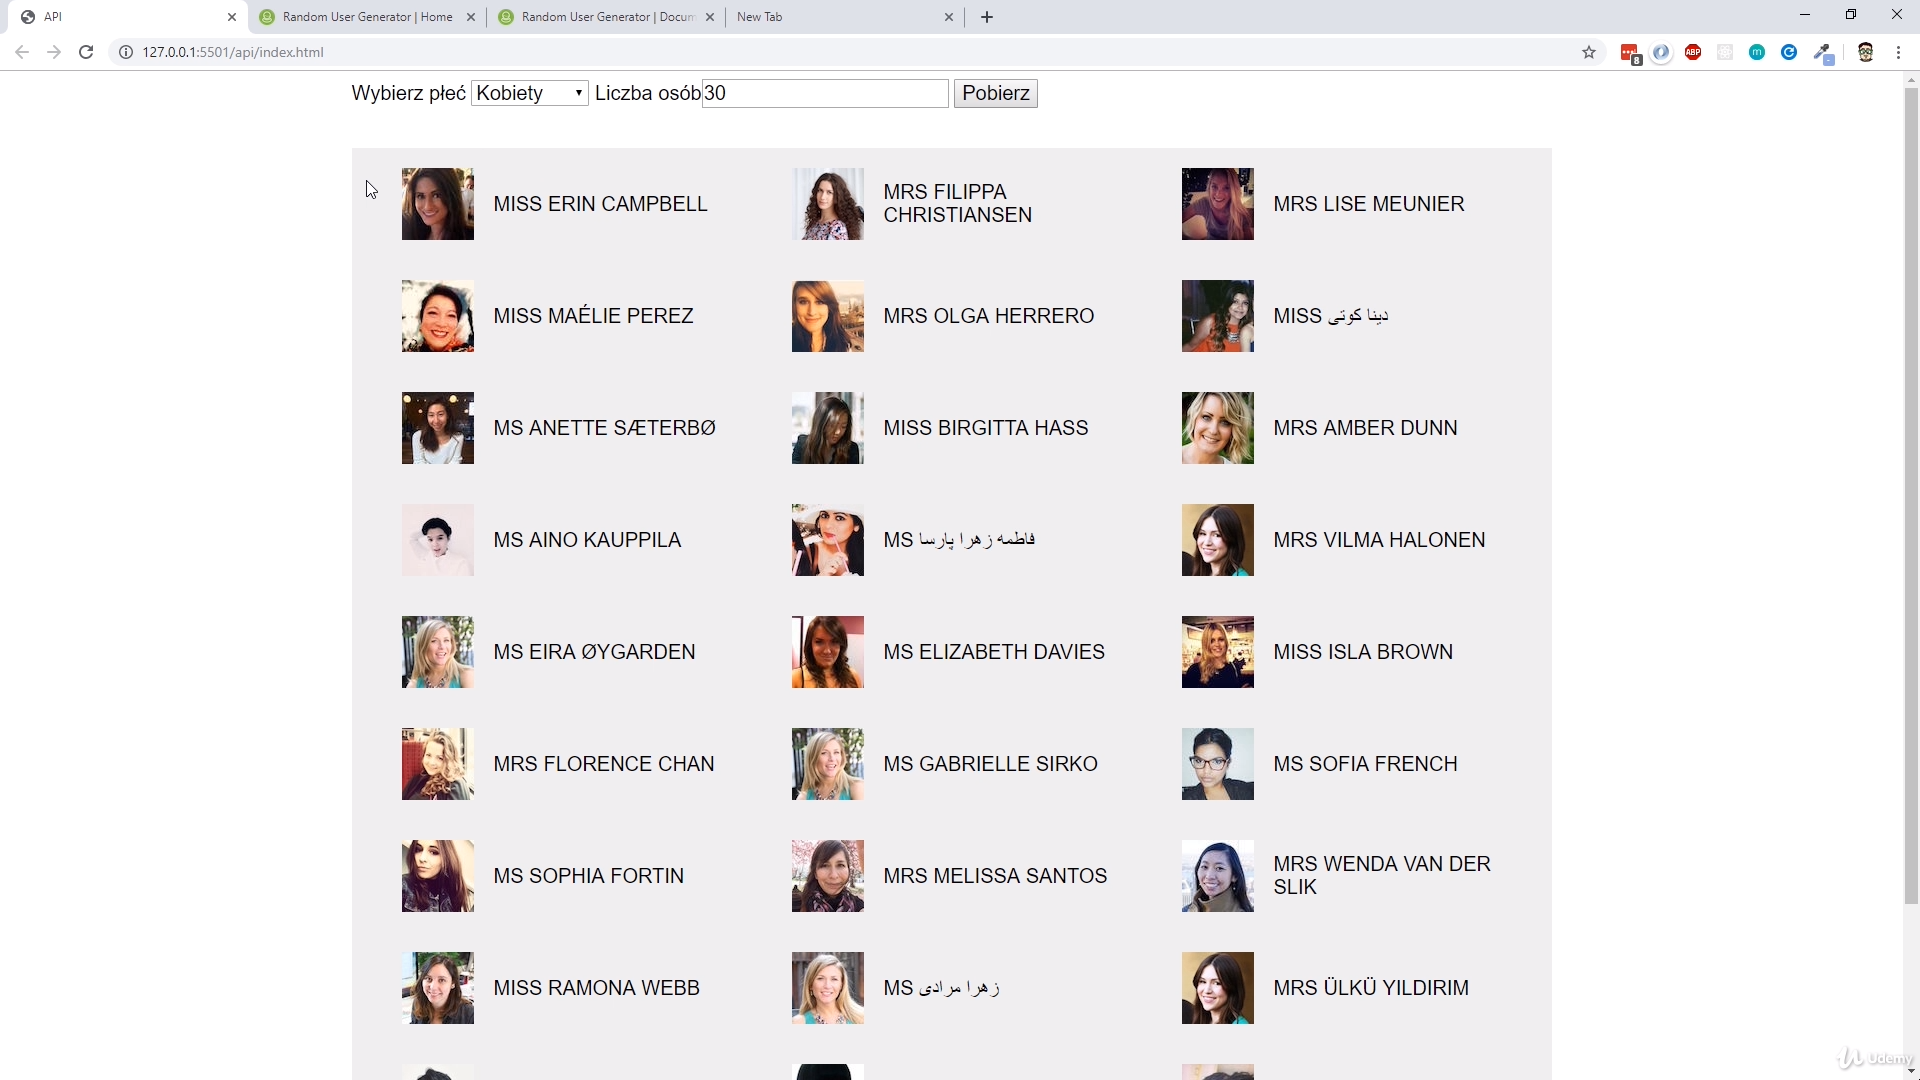 API
Random User Generator | Home
Random User Generator | Docum
New Tab
127.0.0.1:5501/api/index.html
8
ABP
m
Wybierz płeć Kobiety Liczba osób 30 Pobierz
MISS ERIN CAMPBELL
MRS FILIPPA
CHRISTIANSEN
MRS LISE MEUNIER
MISS MAÉLIE PEREZ
MRS OLGA HERRERO
MISS دینا کوتی
MS ANETTE SÆTERBØ
MISS BIRGITTA HASS
MRS AMBER DUNN
MS AINO KAUPPILA
MS فاطمه زهرا پارسا
MRS VILMA HALONEN
MS EIRA ØYGARDEN
MS ELIZABETH DAVIES
MISS ISLA BROWN
MRS FLORENCE CHAN
MS GABRIELLE SIRKO
MS SOFIA FRENCH
MS SOPHIA FORTIN
MRS MELISSA SANTOS
MRS WENDA VAN DER
SLIK
MISS RAMONA WEBB
MS زهرا مرادی
MRS ÜLKÜ YILDIRIM
Udemy